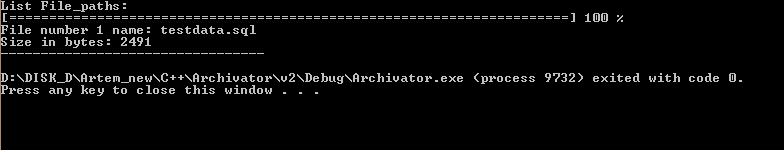 List File_paths:
[======================================================================] 100 %
File number 1 name: testdata.sql
Size in bytes: 2491
---------------------------------
D:\DISK_D\Artem_new\C++\Archivator\v2\Debug\Archivator.exe (process 9732) exited with code 0.
Press any key to close this window . . .